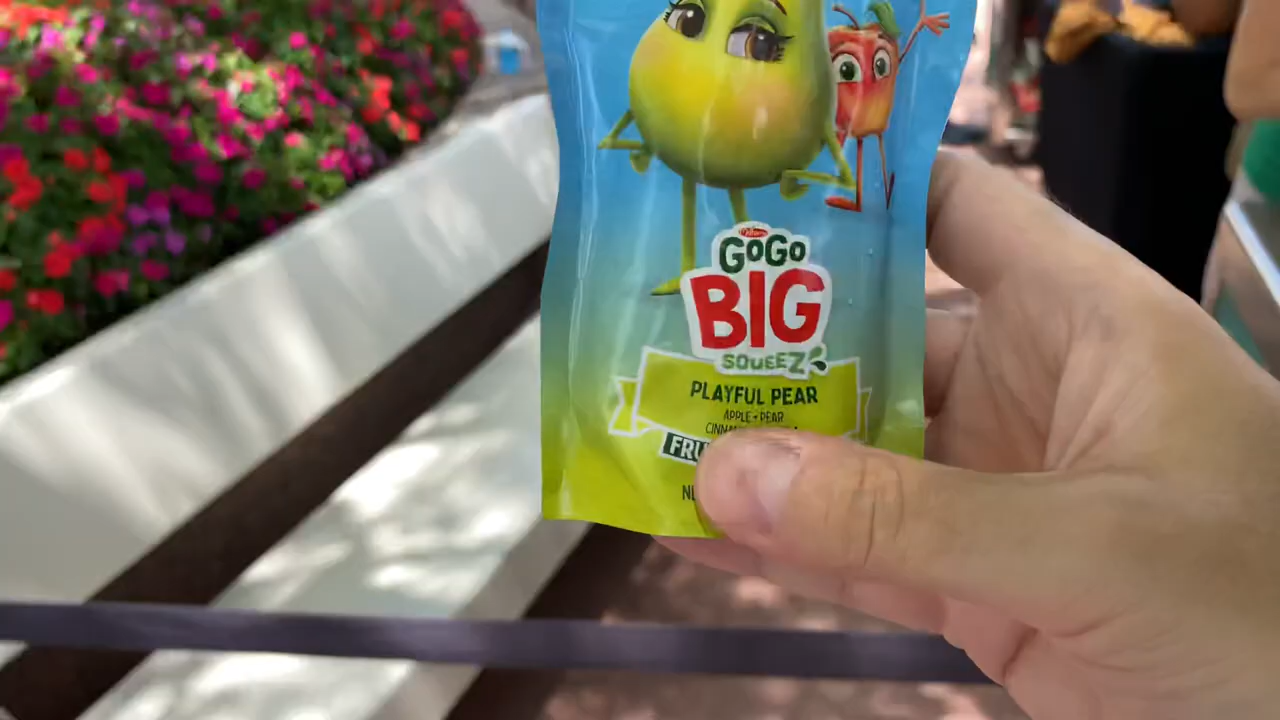 GoGo
BIG
SQUEEZ
PLAYFUL PEAR
APPLE • PEAR